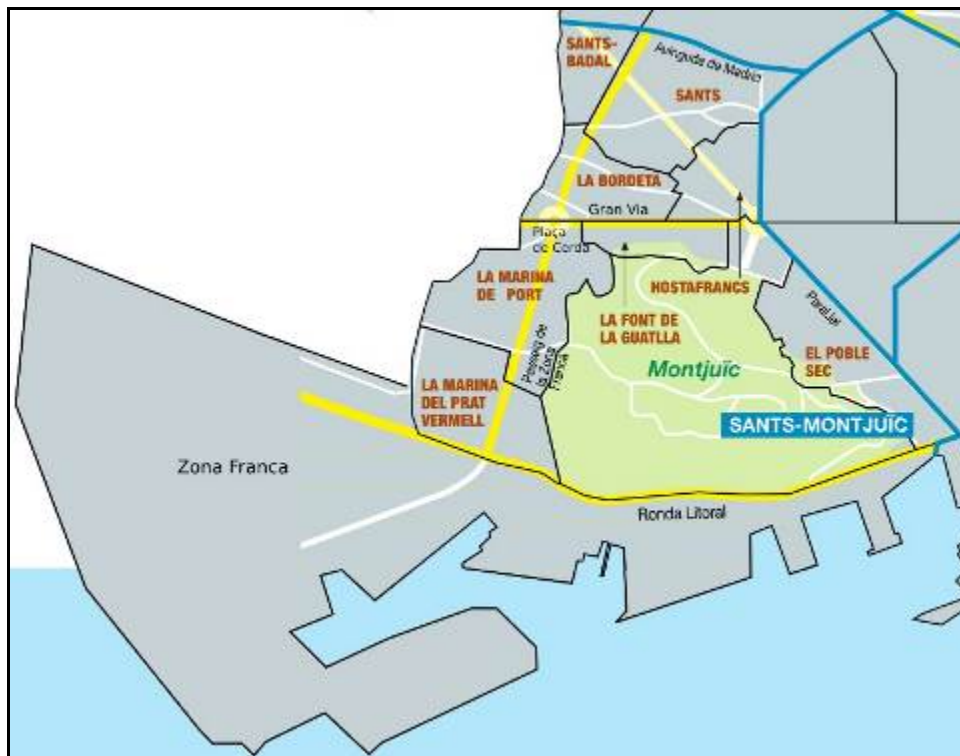 SANTS-
BADAL
Avinguda de Madrid
SANTS
LA BORDETA
Gran Via
Plaça
de Cerdà
LA MARINA
DE PORT
HOSTAFRANCS
LA FONT DE
LA GUATLLA
Paral.lel
Passeig de
la Zona
Franca
Montjuïc
EL POBLE
SEC
LA MARINA
DEL PRAT
VERMELL
SANTS-MONTJUÏC
Zona Franca
Ronda Litoral